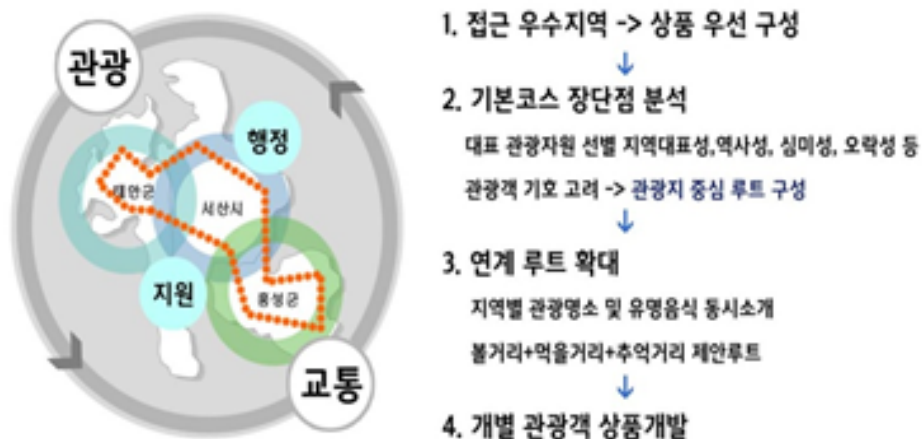 관광
행정
태안군
서산시
지원
홍성군
교통
1. 접근 우수지역 -> 상품 우선 구성
2. 기본코스 장단점 분석
대표 관광자원 선별 지역대표성,역사성, 심미성, 오락성 등
관광객 기호 고려 -> 관광지 중심 루트 구성
3. 연계 루트 확대
지역별 관광명소 및 유명음식 동시소개
볼거리+먹을거리+추억거리 제안루트
4. 개별 관광객 상품개발